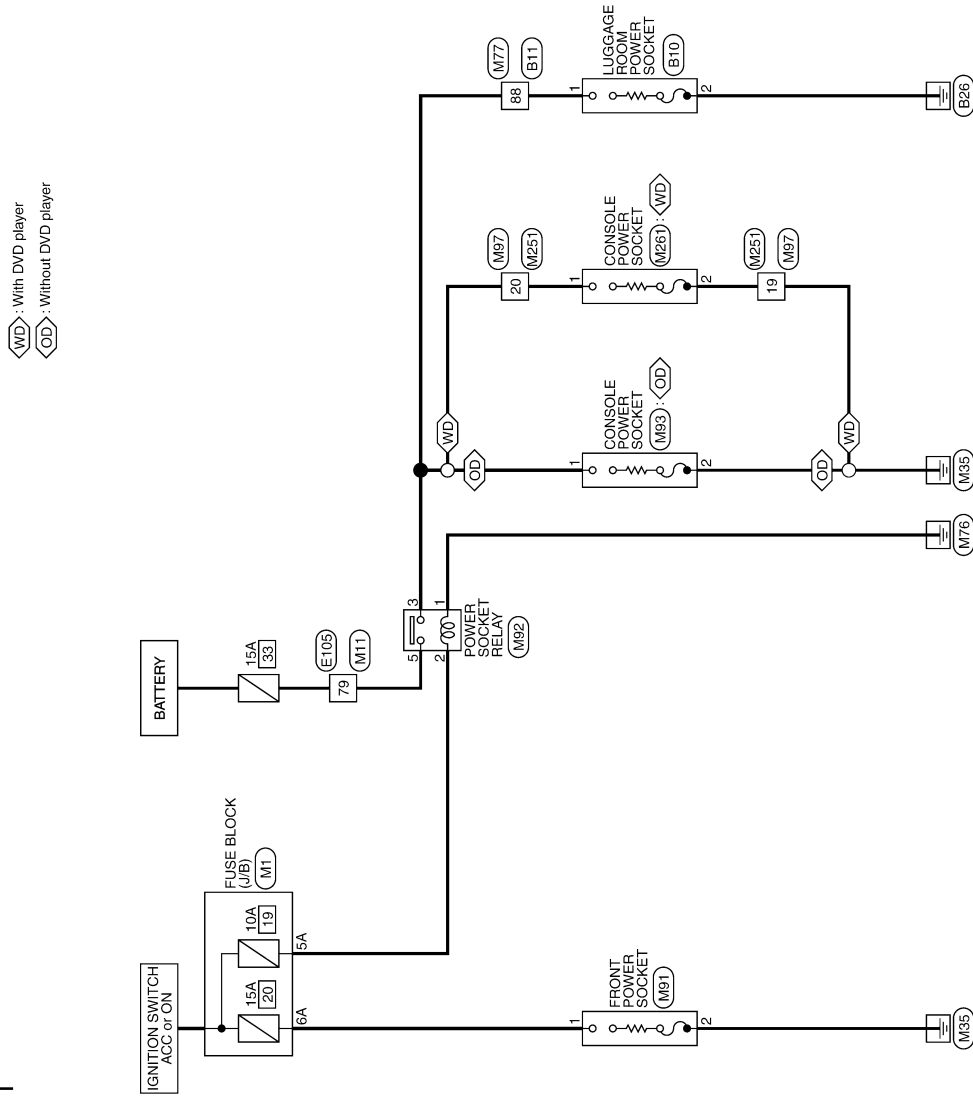 WD : With DVD player
OD : Without DVD player
IGNITION SWITCH
ACC or ON
BATTERY
FUSE BLOCK
(J/B)
M1
15A
20
10A
19
6A
5A
15A
33
79
E105
M11
5
3
2
1
POWER
SOCKET
RELAY
M92
WD
OD
M97
M251
20
M77
B11
88
1
FRONT
POWER
SOCKET
M91
2
1
CONSOLE
POWER
SOCKET
M93 : OD
2
1
CONSOLE
POWER
SOCKET
M261 : WD
2
1
LUGGAGE
ROOM
POWER
SOCKET
B10
2
M251
M97
19
OD
WD
M35
M76
M35
B26